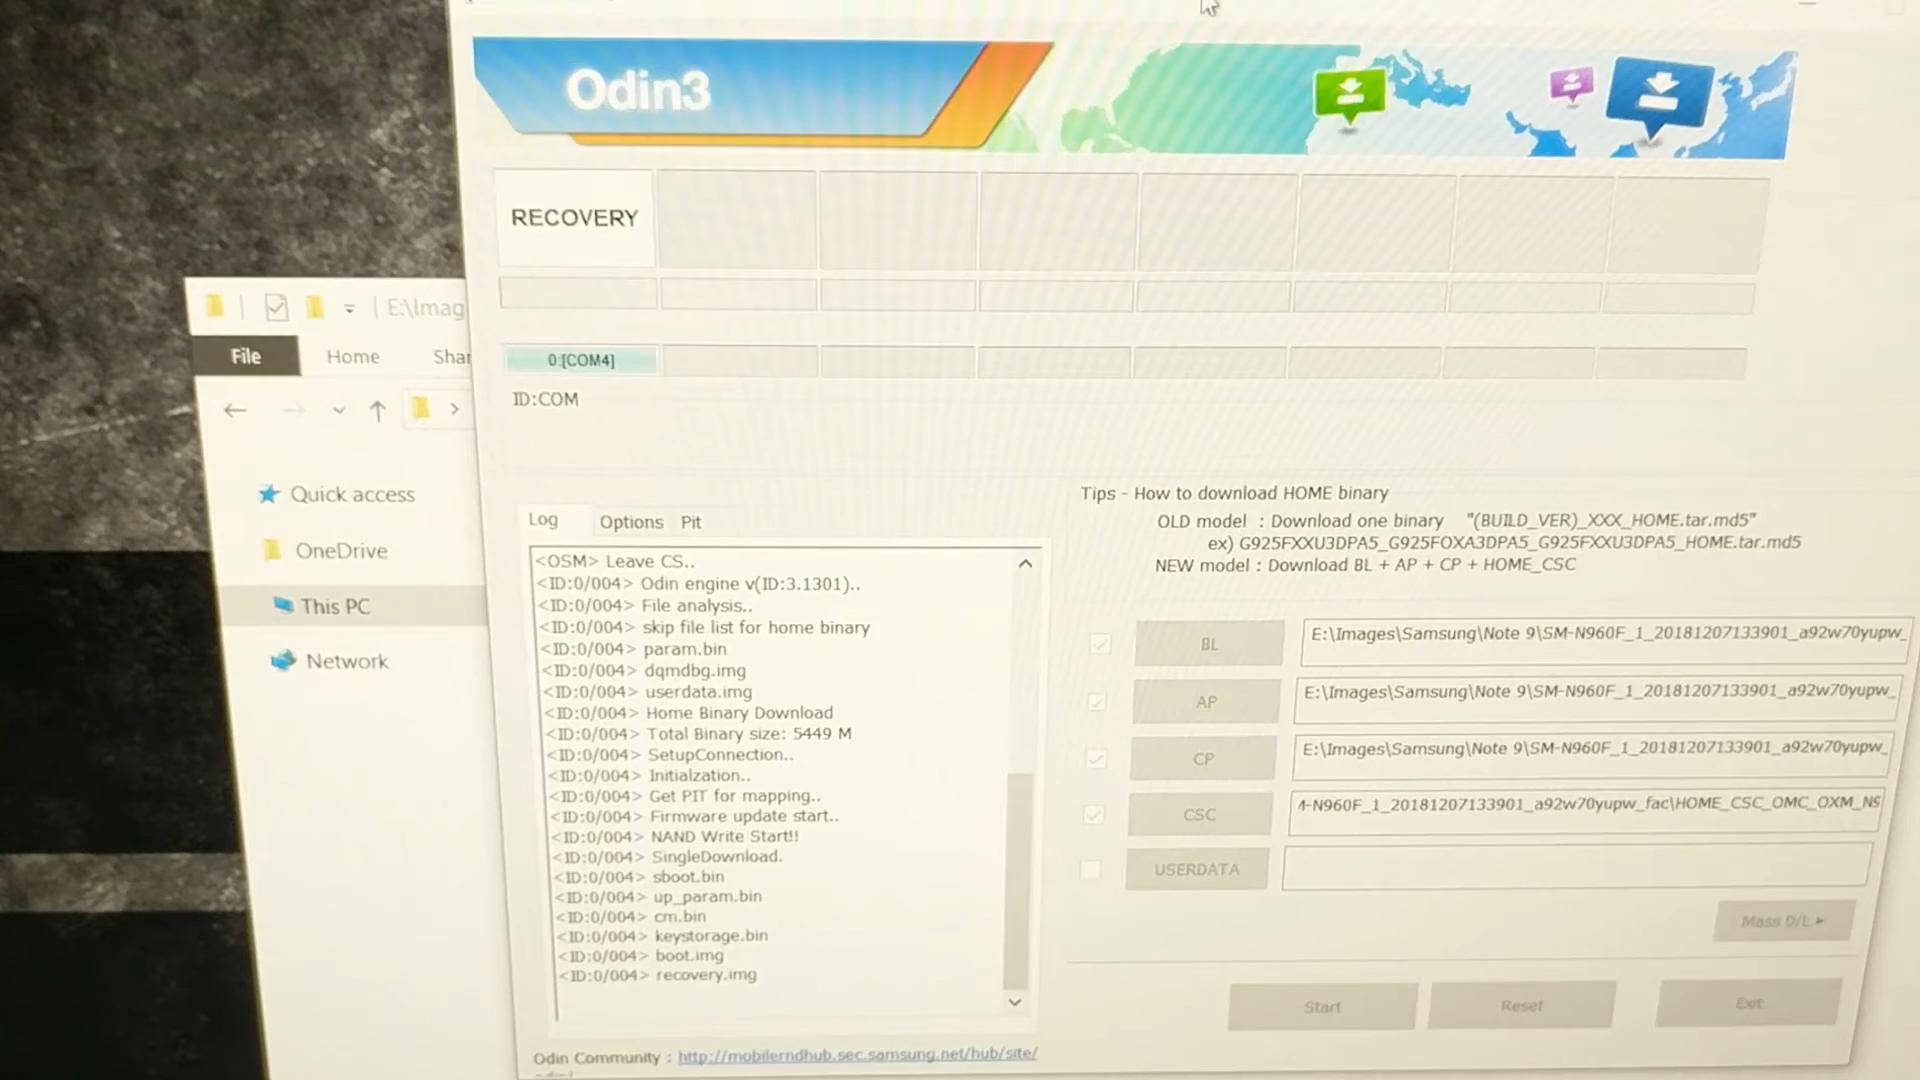 Odin3
RECOVERY
E:\Imag
File
Home
Shar
0:[COM4]
ID:COM
Quick access
OneDrive
This PC
Network
Log
Options
Pit
<OSM> Leave CS..
<ID:0/004> Odin engine v(ID:3.1301)..
<ID:0/004> File analysis..
<ID:0/004> skip file list for home binary
<ID:0/004> param.bin
<ID:0/004> dqmdbg.img
<ID:0/004> userdata.img
<ID:0/004> Home Binary Download
<ID:0/004> Total Binary size: 5449 M
<ID:0/004> SetupConnection..
<ID:0/004> Initialzation..
<ID:0/004> Get PIT for mapping..
<ID:0/004> Firmware update start..
<ID:0/004> NAND Write Start!!
<ID:0/004> SingleDownload.
<ID:0/004> sboot.bin
<ID:0/004> up_param.bin
<ID:0/004> cm.bin
<ID:0/004> keystorage.bin
<ID:0/004> boot.img
<ID:0/004> recovery.img
Tips - How to download HOME binary
OLD model : Download one binary "(BUILD_VER)_XXX_HOME.tar.md5"
ex) G925FXXU3DPA5_G925FOXA3DPA5_G925FXXU3DPA5_HOME.tar.md5
NEW model : Download BL + AP + CP + HOME_CSC
BL E:\Images\Samsung\Note 9\SM-N960F_1_20181207133901_a92w70yupw_
AP E:\Images\Samsung\Note 9\SM-N960F_1_20181207133901_a92w70yupw_
CP E:\Images\Samsung\Note 9\SM-N960F_1_20181207133901_a92w70yupw_
CSC M-N960F_1_20181207133901_a92w70yupw_fac\HOME_CSC_OMC_OXM_NS
USERDATA
Mass D/L
Start
Reset
Exit
Odin Community : http://mobilerndhub.sec.samsung.net/hub/site/